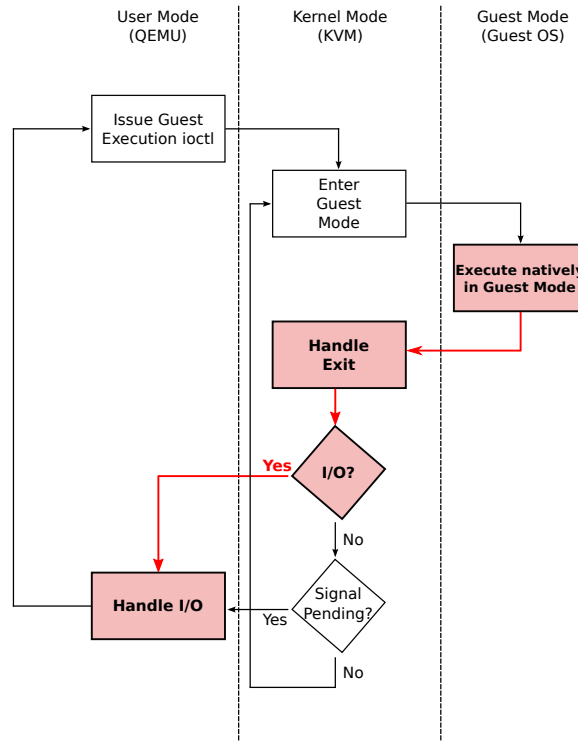 User Mode
(QEMU)
Kernel Mode
(KVM)
Guest Mode
(Guest OS)
Issue Guest
Execution ioctl
Enter
Guest
Mode
Execute natively
in Guest Mode
Handle
Exit
I/O?
Yes
No
Handle I/O
Signal
Pending?
Yes
No